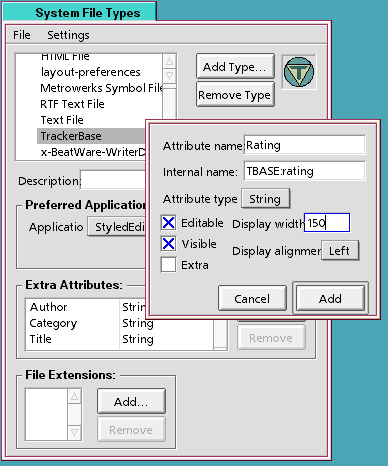 System File Types
File Settings
HTML File
layout-preferences
Metrowerks Symbol File
RTF Text File
Text File
TrackerBase
x-BeatWare-WriterD
Add Type...
Remove Type
Description:
Preferred Application
Applicatio StyledEdi
Attribute name: Rating
Internal name: TBASE:rating
Attribute type String
Editable Display width 150
Visible Display alignmer Left
Extra
Cancel Add
Extra Attributes:
Author Strin
Category String
Title String
Remove
File Extensions:
Add...
Remove